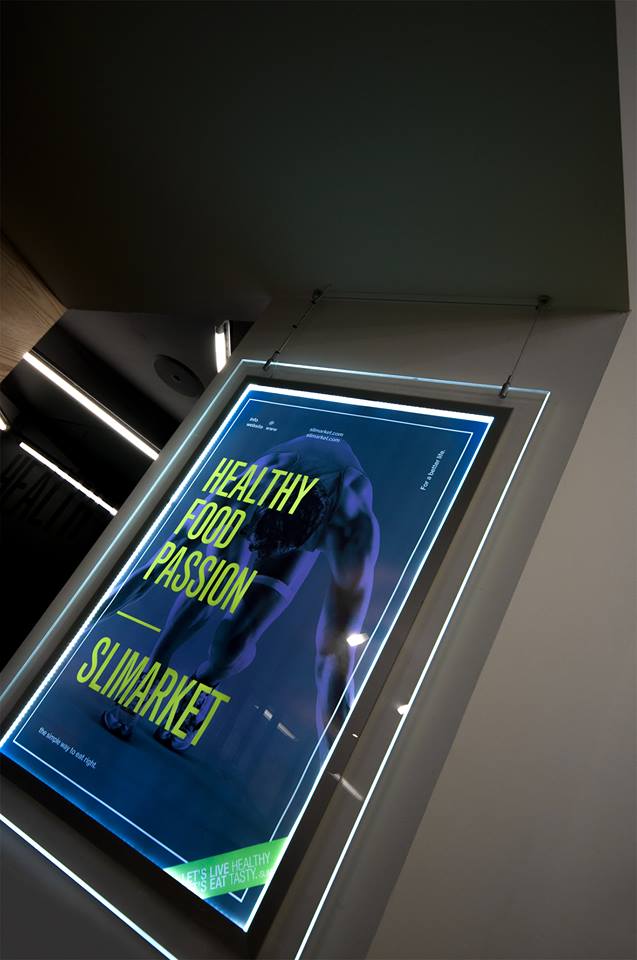 info @
website www
slimarket.com
slimarket.com
For a better life.
HEALTHY
FOOD
PASSION
SLIMARKET
the simple way to eat right.
LET'S LIVE HEALTHY
EAT TASTY.
HEALTHY